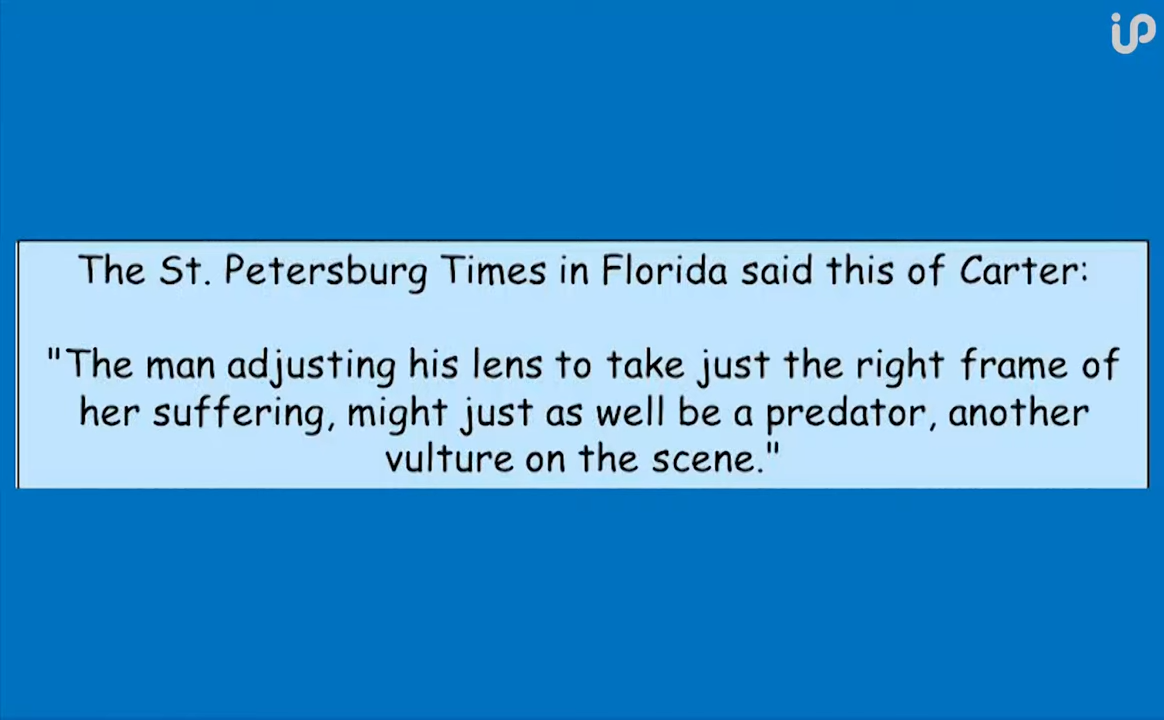 The St. Petersburg Times in Florida said this of Carter:
"The man adjusting his lens to take just the right frame of
her suffering, might just as well be a predator, another
vulture on the scene."